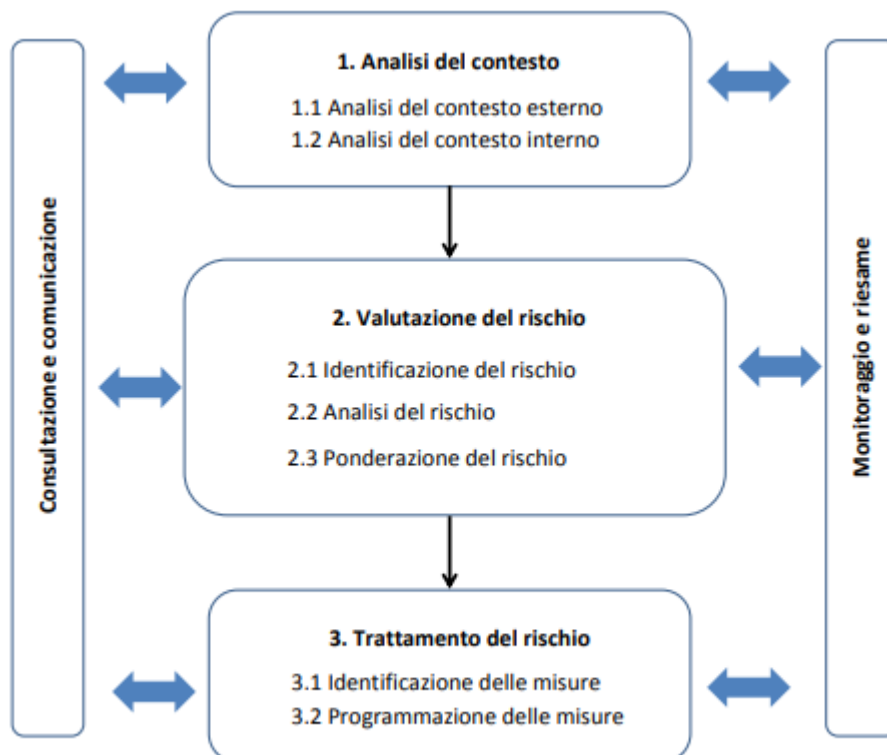 Consultazione e comunicazione
1. Analisi del contesto
1.1 Analisi del contesto esterno
1.2 Analisi del contesto interno
2. Valutazione del rischio
2.1 Identificazione del rischio
2.2 Analisi del rischio
2.3 Ponderazione del rischio
3. Trattamento del rischio
3.1 Identificazione delle misure
3.2 Programmazione delle misure
Monitoraggio e riesame